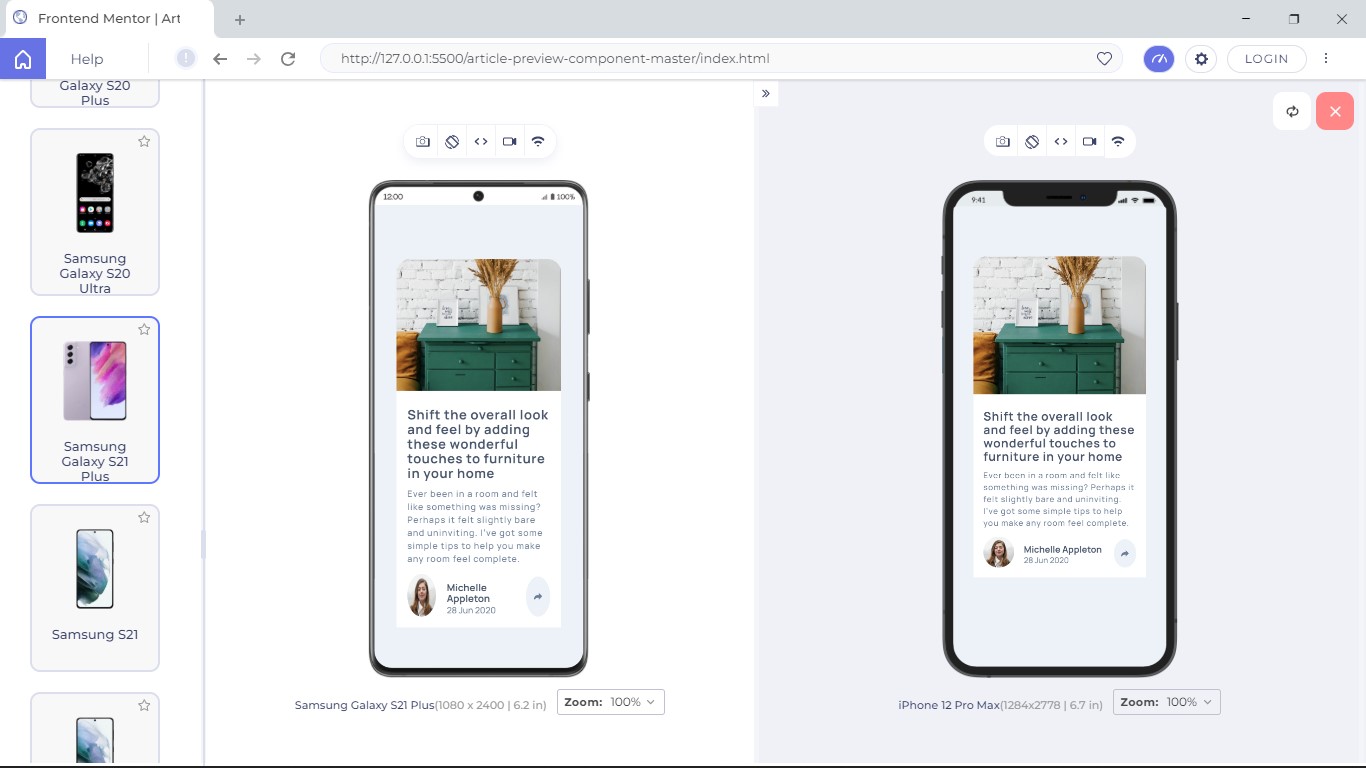 Frontend Mentor | Art
Help
http://127.0.0.1:5500/article-preview-component-master/index.html
LOGIN
Galaxy S20
Plus
Samsung
Galaxy S20
Ultra
Samsung
Galaxy S21
Plus
Samsung S21
12:00
100%
Shift the overall look
and feel by adding
these wonderful
touches to furniture
in your home
Ever been in a room and felt
like something was missing?
Perhaps it felt slightly bare
and uninviting. I've got some
simple tips to help you make
any room feel complete.
Michelle
Appleton
28 Jun 2020
Samsung Galaxy S21 Plus(1080 x 2400 | 6.2 in)
Zoom: 100%
9:41
Shift the overall look
and feel by adding these
wonderful touches to
furniture in your home
Ever been in a room and felt like
something was missing? Perhaps it
felt slightly bare and uninviting.
I've got some simple tips to help
you make any room feel complete.
Michelle Appleton
28 Jun 2020
iPhone 12 Pro Max(1284x2778 | 6.7 in)
Zoom: 100%